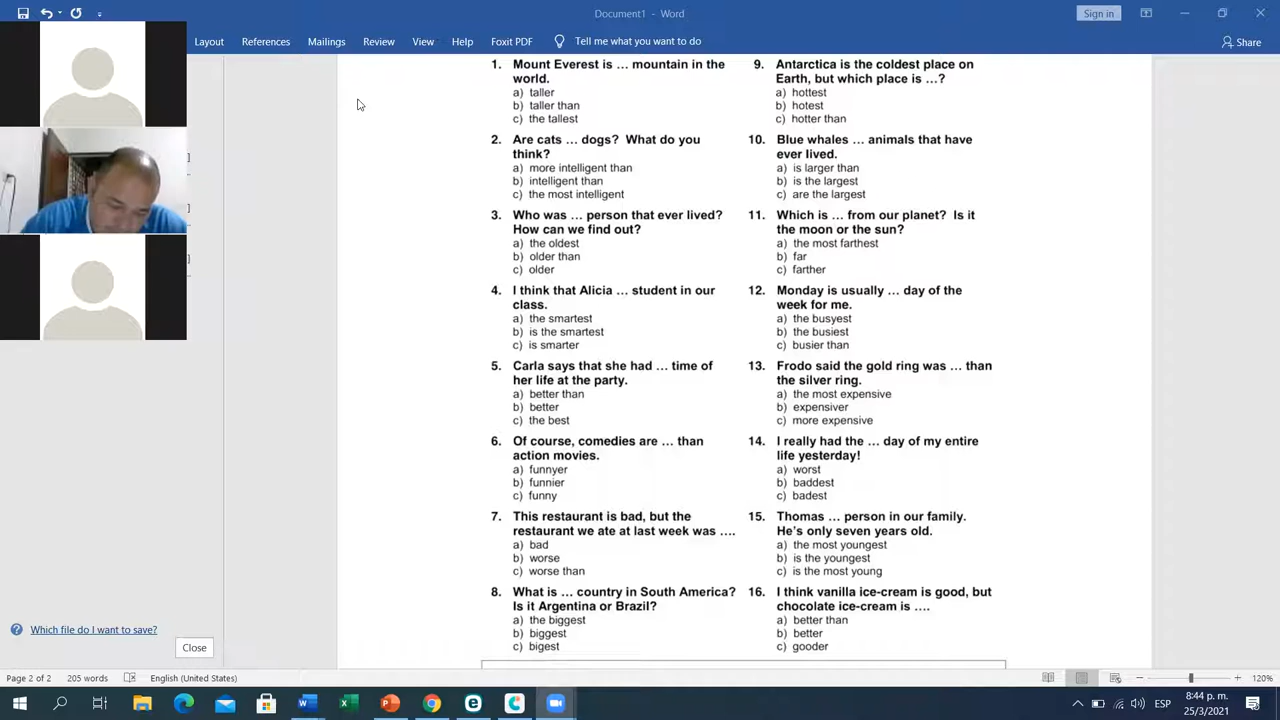 Document1 - Word
Sign in
Layout References Mailings Review View Help Foxit PDF Tell me what you want to do Share
1. Mount Everest is … mountain in the
world.
a) taller
b) taller than
c) the tallest
2. Are cats … dogs? What do you
think?
a) more intelligent than
b) intelligent than
c) the most intelligent
3. Who was … person that ever lived?
How can we find out?
a) the oldest
b) older than
c) older
4. I think that Alicia … student in our
class.
a) the smartest
b) is the smartest
c) is smarter
5. Carla says that she had … time of
her life at the party.
a) better than
b) better
c) the best
6. Of course, comedies are … than
action movies.
a) funnyer
b) funnier
c) funny
7. This restaurant is bad, but the
restaurant we ate at last week was ….
a) bad
b) worse
c) worse than
8. What is … country in South America?
Is it Argentina or Brazil?
a) the biggest
b) biggest
c) bigest
9. Antarctica is the coldest place on
Earth, but which place is …?
a) hottest
b) hotest
c) hotter than
10. Blue whales … animals that have
ever lived.
a) is larger than
b) is the largest
c) are the largest
11. Which is … from our planet? Is it
the moon or the sun?
a) the most farthest
b) far
c) farther
12. Monday is usually … day of the
week for me.
a) the busyest
b) the busiest
c) busier than
13. Frodo said the gold ring was … than
the silver ring.
a) the most expensive
b) expensiver
c) more expensive
14. I really had the … day of my entire
life yesterday!
a) worst
b) baddest
c) badest
15. Thomas … person in our family.
He's only seven years old.
a) the most youngest
b) is the youngest
c) is the most young
16. I think vanilla ice-cream is good, but
chocolate ice-cream is ….
a) better than
b) better
c) gooder
Which file do I want to save?
Close
Page 2 of 2 205 words English (United States) 120%
ESP
8:44 p. m.
25/3/2021